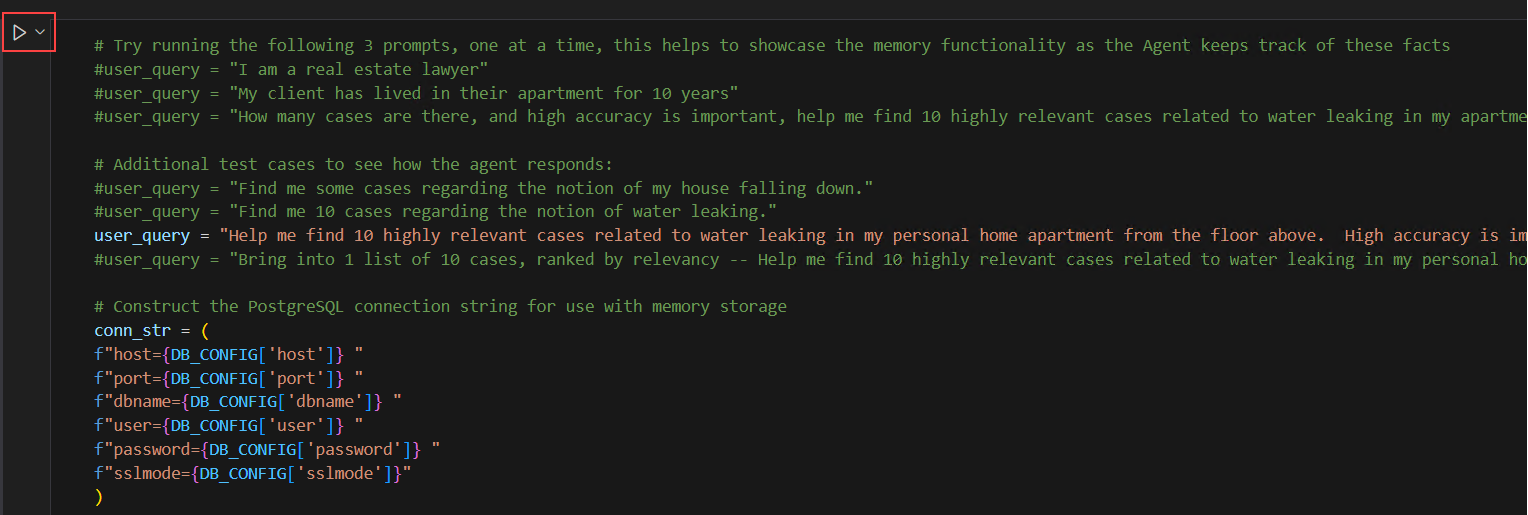 # Try running the following 3 prompts, one at a time, this helps to showcase the memory functionality as the Agent keeps track of these facts
#user_query = "I am a real estate lawyer"
#user_query = "My client has lived in their apartment for 10 years"
#user_query = "How many cases are there, and high accuracy is important, help me find 10 highly relevant cases related to water leaking in my apartme
# Additional test cases to see how the agent responds:
#user_query = "Find me some cases regarding the notion of my house falling down."
#user_query = "Find me 10 cases regarding the notion of water leaking."
user_query = "Help me find 10 highly relevant cases related to water leaking in my personal home apartment from the floor above.  High accuracy is im
#user_query = "Bring into 1 list of 10 cases, ranked by relevancy -- Help me find 10 highly relevant cases related to water leaking in my personal ho
# Construct the PostgreSQL connection string for use with memory storage
conn_str = (
f"host={DB_CONFIG['host']} "
f"port={DB_CONFIG['port']} "
f"dbname={DB_CONFIG['dbname']} "
f"user={DB_CONFIG['user']} "
f"password={DB_CONFIG['password']} "
f"sslmode={DB_CONFIG['sslmode']}"
)